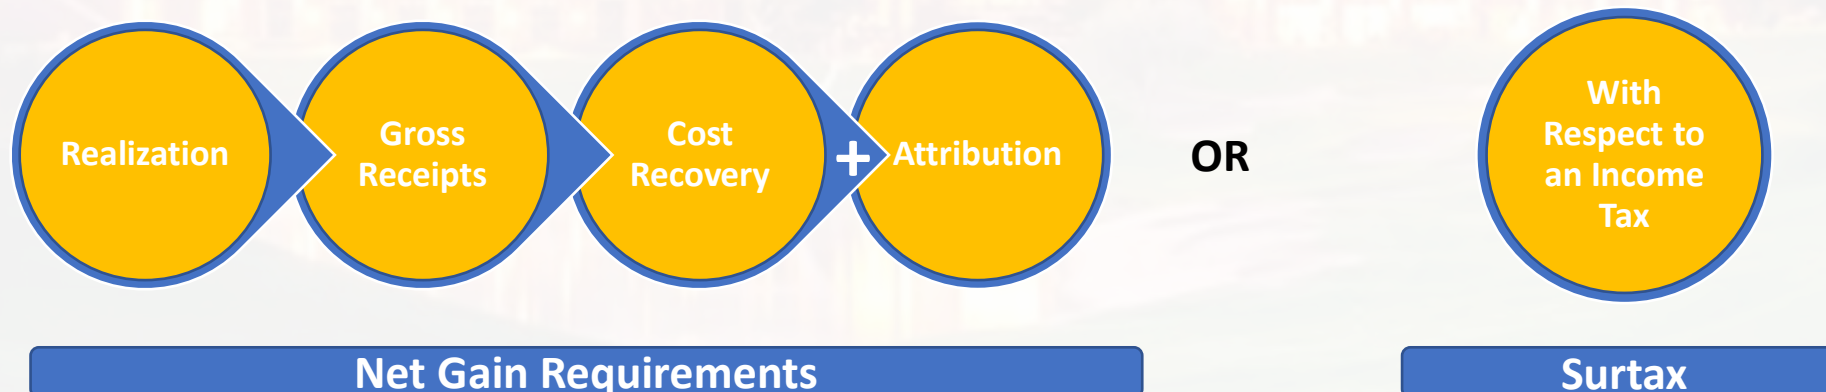 Realization
Gross
Receipts
Cost
Recovery
+
Attribution
OR
With
Respect to
an Income
Tax
Net Gain Requirements
Surtax